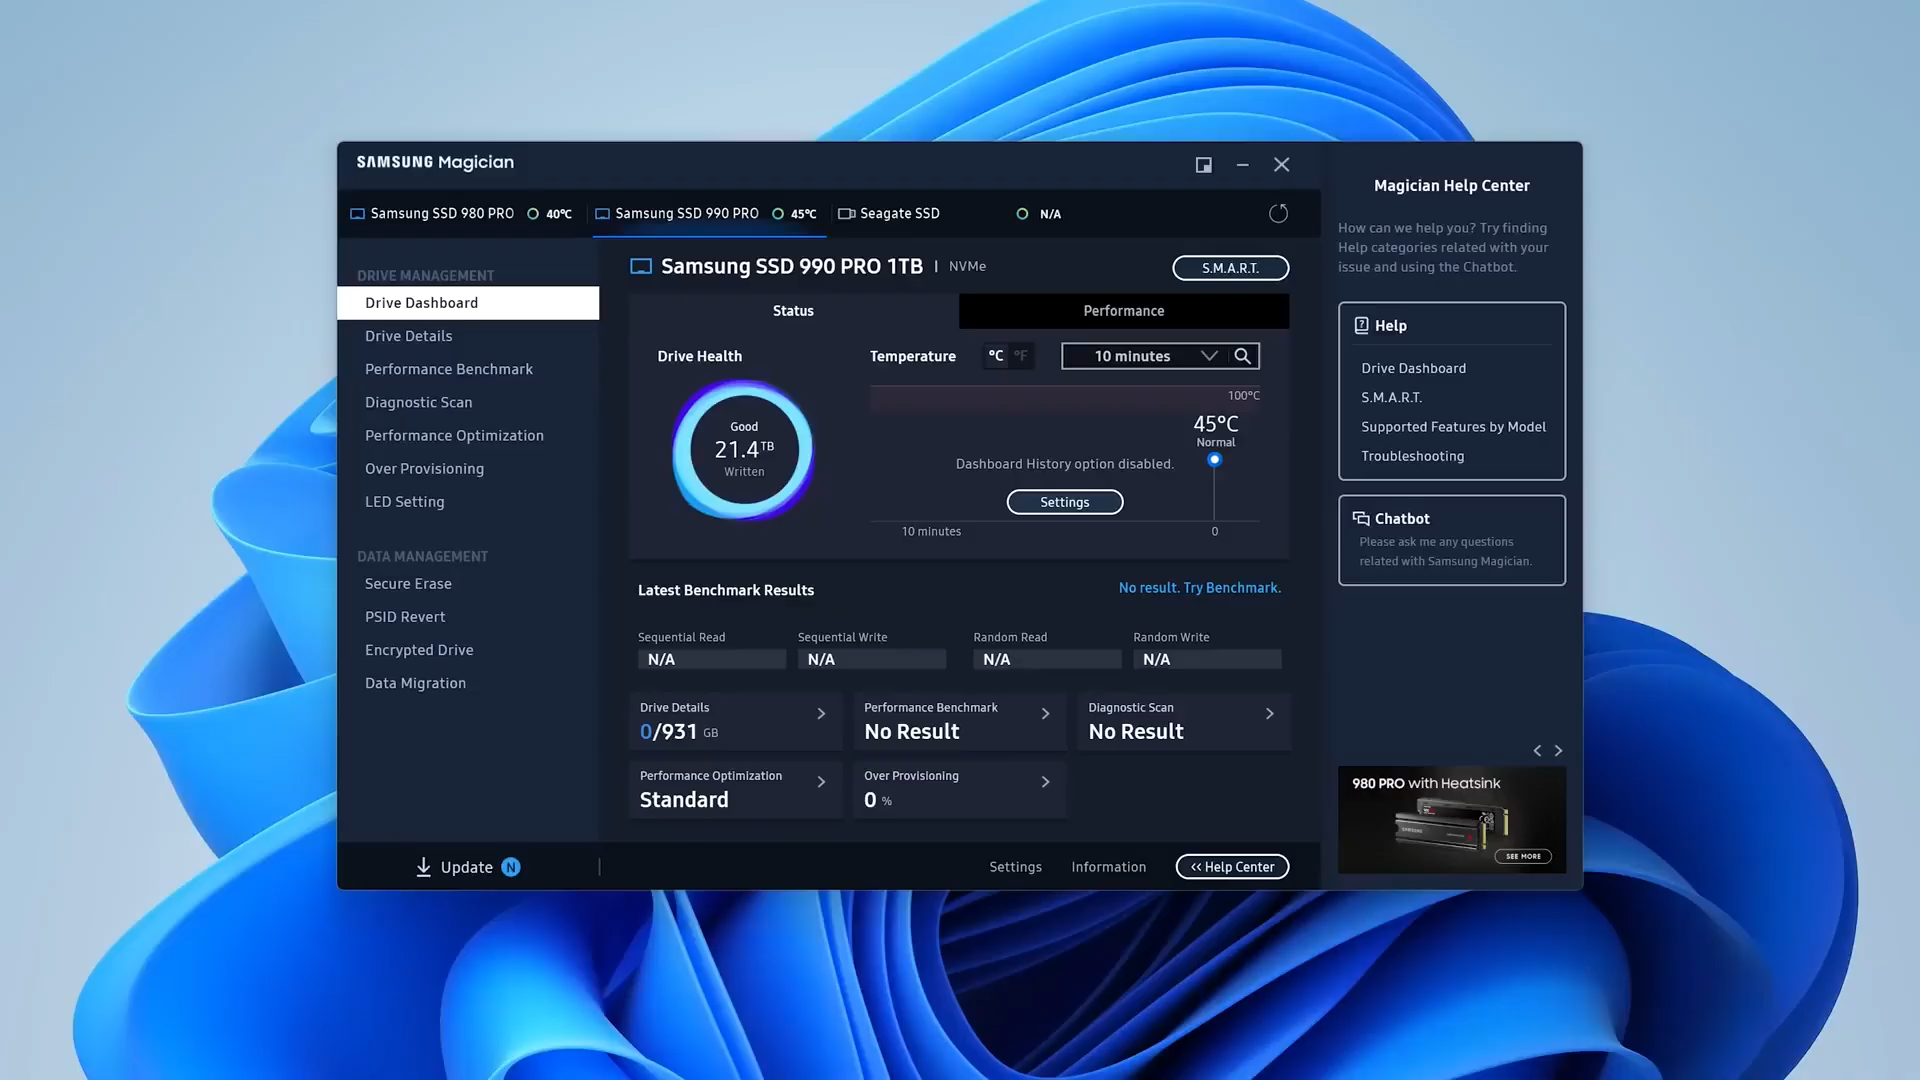 SAMSUNG Magician
Samsung SSD 980 PRO 40°C
Samsung SSD 990 PRO 45°C
Seagate SSD N/A
DRIVE MANAGEMENT
Drive Dashboard
Drive Details
Performance Benchmark
Diagnostic Scan
Performance Optimization
Over Provisioning
LED Setting
DATA MANAGEMENT
Secure Erase
PSID Revert
Encrypted Drive
Data Migration
Update N
Samsung SSD 990 PRO 1TB | NVMe
S.M.A.R.T.
Status
Performance
Drive Health
Good
21.4 TB
Written
Temperature
°C °F
10 minutes
100°C
45°C
Normal
Dashboard History option disabled.
Settings
10 minutes
0
Latest Benchmark Results
No result. Try Benchmark.
Sequential Read
N/A
Sequential Write
N/A
Random Read
N/A
Random Write
N/A
Drive Details
0/931 GB
Performance Benchmark
No Result
Diagnostic Scan
No Result
Performance Optimization
Standard
Over Provisioning
0 %
Settings
Information
<< Help Center
Magician Help Center
How can we help you? Try finding
Help categories related with your
issue and using the Chatbot.
Help
Drive Dashboard
S.M.A.R.T.
Supported Features by Model
Troubleshooting
Chatbot
Please ask me any questions
related with Samsung Magician.
980 PRO with Heatsink
SAMSUNG
SEE MORE